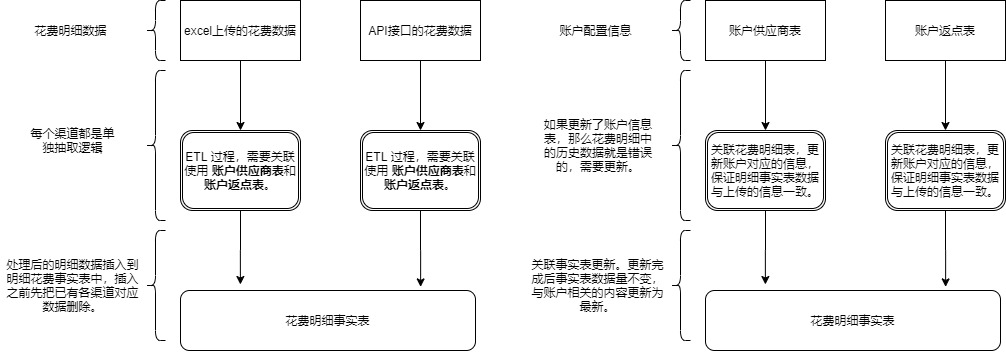 花费明细数据
excel上传的花费数据
API接口的花费数据
每个渠道都是单
独抽取逻辑
ETL 过程，需要关联
使用 账户供应商表和
账户返点表。
ETL 过程，需要关联
使用 账户供应商表和
账户返点表。
处理后的明细数据插入到
明细花费事实表中，插入
之前先把已有各渠道对应
数据删除。
花费明细事实表
账户配置信息
账户供应商表
账户返点表
如果更新了账户信息
表，那么花费明细中
的历史数据就是错误
的，需要更新。
关联花费明细表，更
新账户对应的信息，
保证明细事实表数据
与上传的信息一致。
关联花费明细表，更
新账户对应的信息，
保证明细事实表数据
与上传的信息一致。
关联事实表更新。更新完
成后事实表数据量不变，
与账户相关的内容更新为
最新。
花费明细事实表